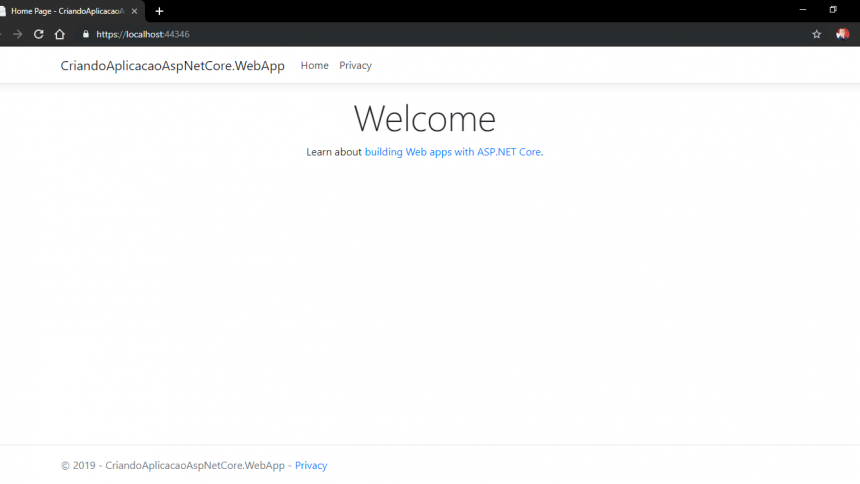 Home Page - CriandoAplicacaoA
https://localhost:44346
CriandoAplicacaoAspNetCore.WebApp Home Privacy
Welcome
Learn about building Web apps with ASP.NET Core.
© 2019 - CriandoAplicacaoAspNetCore.WebApp - Privacy